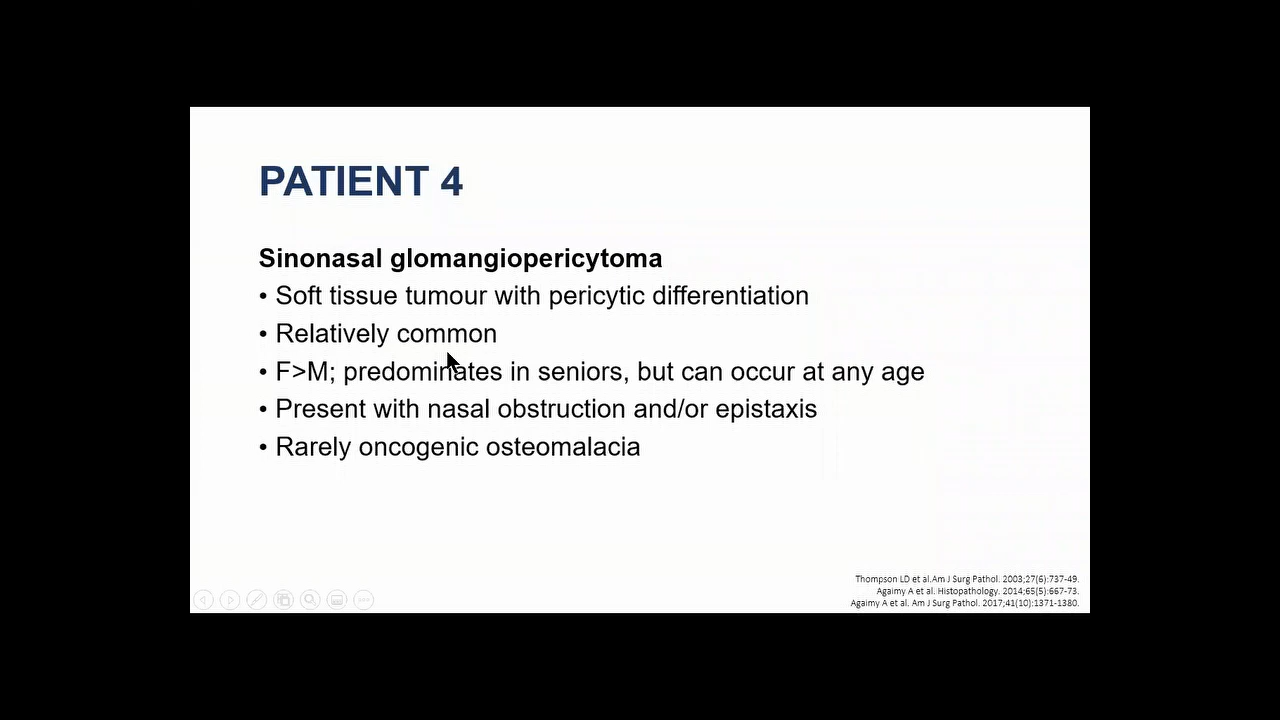 PATIENT 4
Sinonasal glomangiopericytoma
• Soft tissue tumour with pericytic differentiation
• Relatively common
• F>M; predominates in seniors, but can occur at any age
• Present with nasal obstruction and/or epistaxis
• Rarely oncogenic osteomalacia
Thompson LD et al.Am J Surg Pathol. 2003;27(6):737-49.
Agaimy A et al. Histopathology. 2014;65(5):667-73.
Agaimy A et al. Am J Surg Pathol. 2017;41(10):1371-1380.